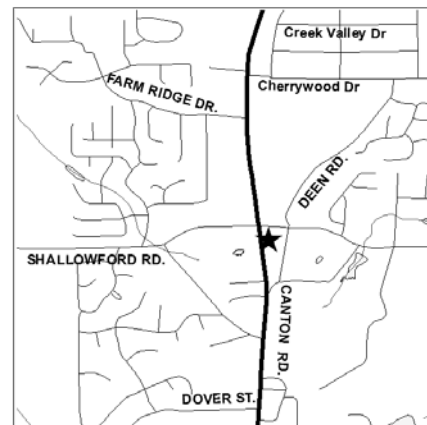 Creek Valley Dr
Cherrywood Dr
FARM RIDGE DR.
DEEN RD.
SHALLOWFORD RD.
CANTON RD.
DOVER ST.